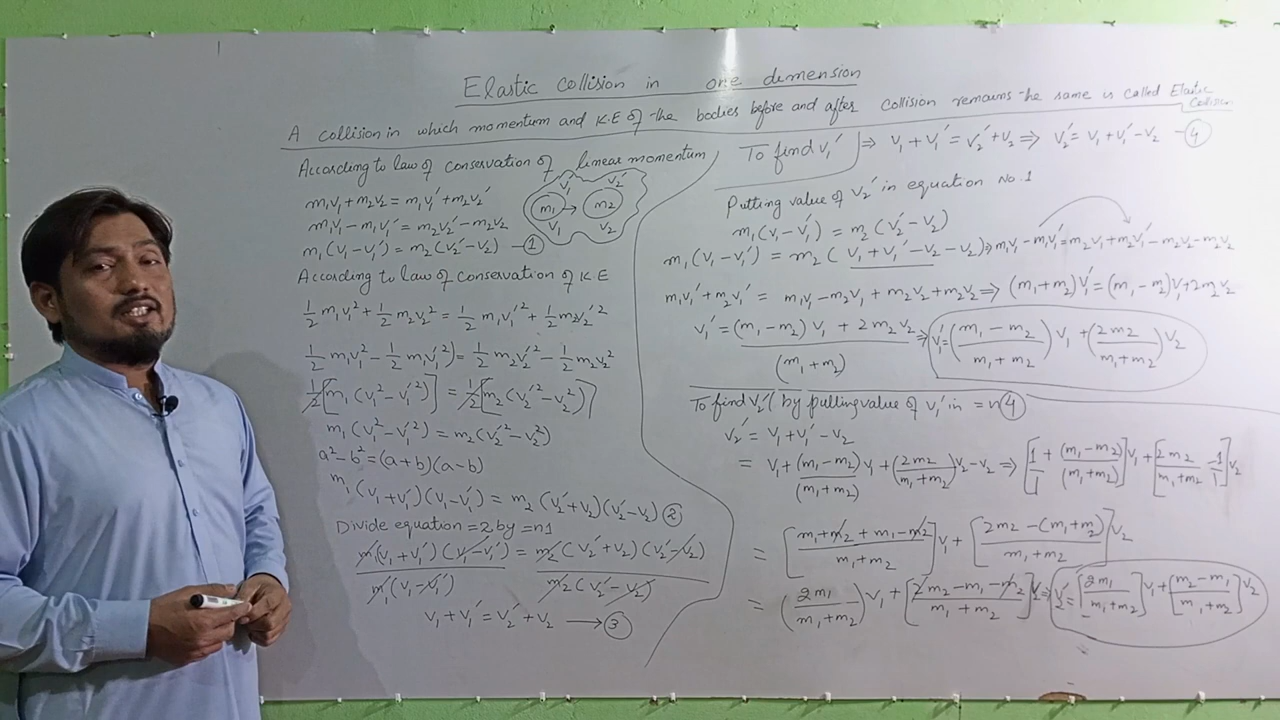 Elastic collision in one dimension
A collision in which momentum and K.E of the bodies before and after collision remains the same is called Elastic
collision
According to law of conservation of linear momentum
m₁v₁+m₂v₂ = m₁v₁′+m₂v₂′
m₁v₁ - m₁v₁′ = m₂v₂′ - m₂v₂
m₁(v₁-v₁′) = m₂(v₂′-v₂) — ①
v₁′ v₂′
m₁ → m₂
v₁ v₂
According to law of conservation of K.E
½ m₁v₁² + ½ m₂v₂² = ½ m₁v₁′² + ½ m₂v₂′²
½ m₁v₁² - ½ m₁v₁′²) = ½ m₂v₂′² - ½ m₂v₂²
½[m₁(v₁²-v₁′²)] = ½[m₂(v₂′²-v₂²)]
m₁(v₁²-v₁′²) = m₂(v₂′²-v₂²)
a²-b² = (a+b)(a-b)
m₁(v₁+v₁′)(v₁-v₁′) = m₂(v₂′+v₂)(v₂′-v₂) ②
Divide equation =2 by =n1
m₁(v₁+v₁′)(v₁-v₁′) / m₁(v₁-v₁′) = m₂(v₂′+v₂)(v₂′-v₂) / m₂(v₂′-v₂)
v₁+v₁′ = v₂′+v₂ → ③
To find v₁′ ⇒ v₁+v₁′ = v₂′+v₂ ⇒ v₂′ = v₁+v₁′-v₂ — ④
Putting value of v₂′ in equation No.1
m₁(v₁-v₁′) = m₂(v₂′-v₂)
m₁(v₁-v₁′) = m₂(v₁+v₁′-v₂-v₂) ⇒ m₁v₁-m₁v₁′ = m₂v₁+m₂v₁′-m₂v₂-m₂v₂
m₁v₁′+m₂v₁′ = m₁v₁-m₂v₁+m₂v₂+m₂v₂ ⇒ (m₁+m₂)v₁′ = (m₁-m₂)v₁+2m₂v₂
v₁′ = (m₁-m₂)v₁ + 2m₂v₂ / (m₁+m₂) ⇒ v₁′ = (m₁-m₂ / m₁+m₂)v₁ + (2m₂ / m₁+m₂)v₂
To find v₂′ (by putting value of v₁′ in =n ④
v₂′ = v₁+v₁′-v₂
= v₁ + (m₁-m₂)/(m₁+m₂) v₁ + (2m₂ / m₁+m₂)v₂-v₂ ⇒ [1/1 + (m₁-m₂)/(m₁+m₂)]v₁ + [2m₂ / m₁+m₂ - 1/1]v₂
= [m₁+m₂+m₁-m₂ / m₁+m₂]v₁ + [2m₂-(m₁+m₂) / m₁+m₂]v₂
= (2m₁ / m₁+m₂)v₁ + [2m₂-m₁-m₂ / m₁+m₂]v₂ ⇒ v₂′ = [2m₁ / m₁+m₂]v₁ + [m₂-m₁ / m₁+m₂]v₂